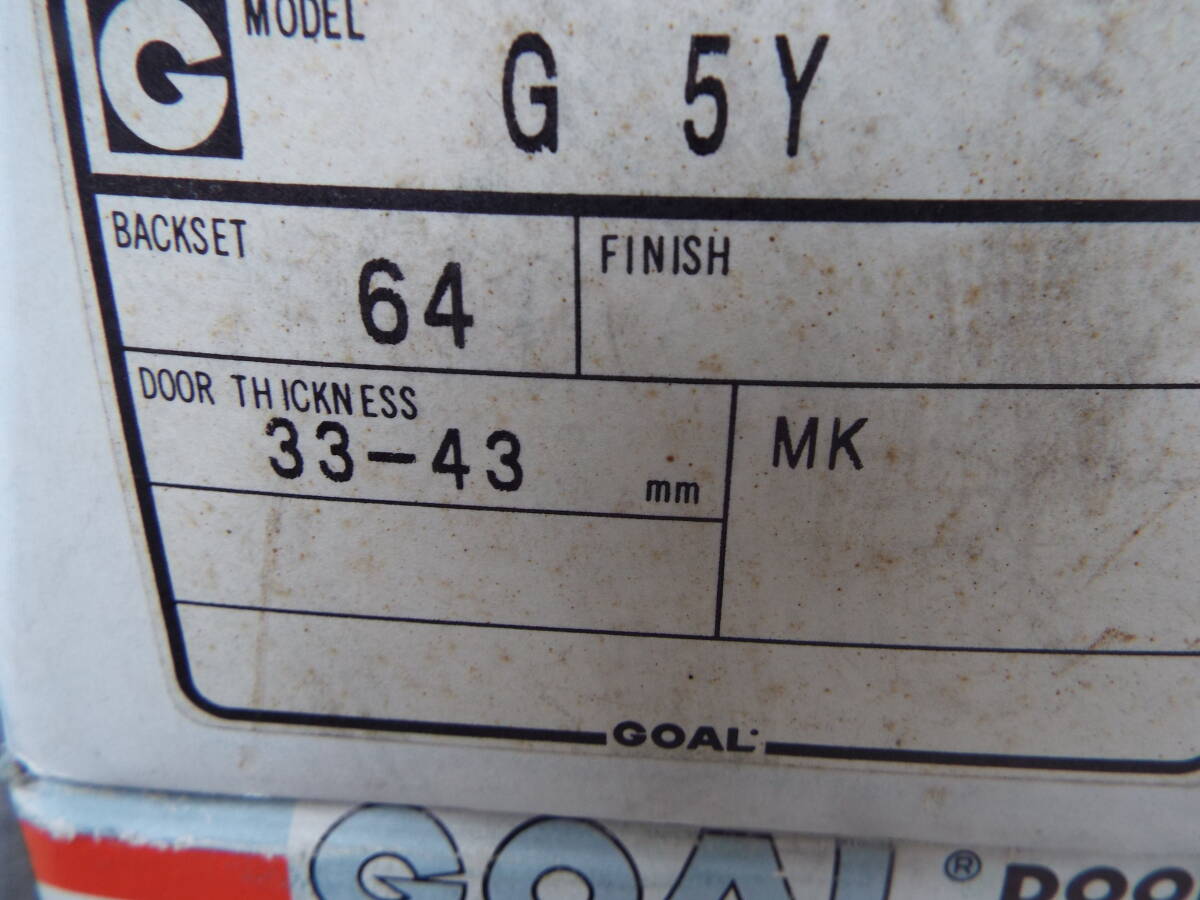 G MODEL
G 5Y
BACKSET
64
FINISH
DOOR THICKNESS
33-43 mm
MK
GOAL
GOAL ®